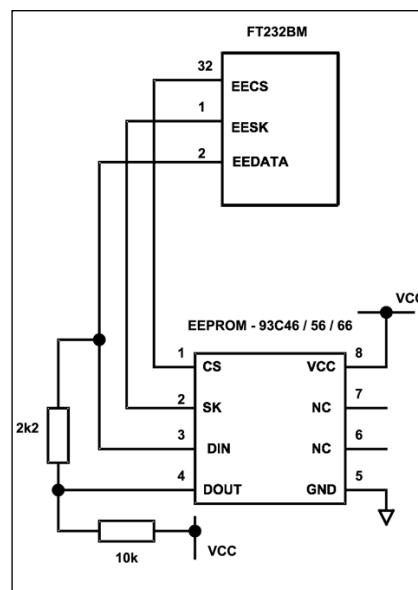 FT232BM
32
EECS
1
EESK
2
EEDATA
VCC
EEPROM - 93C46 / 56 / 66
1 CS VCC 8
2 SK NC 7
3 DIN NC 6
4 DOUT GND 5
2k2
10k
VCC